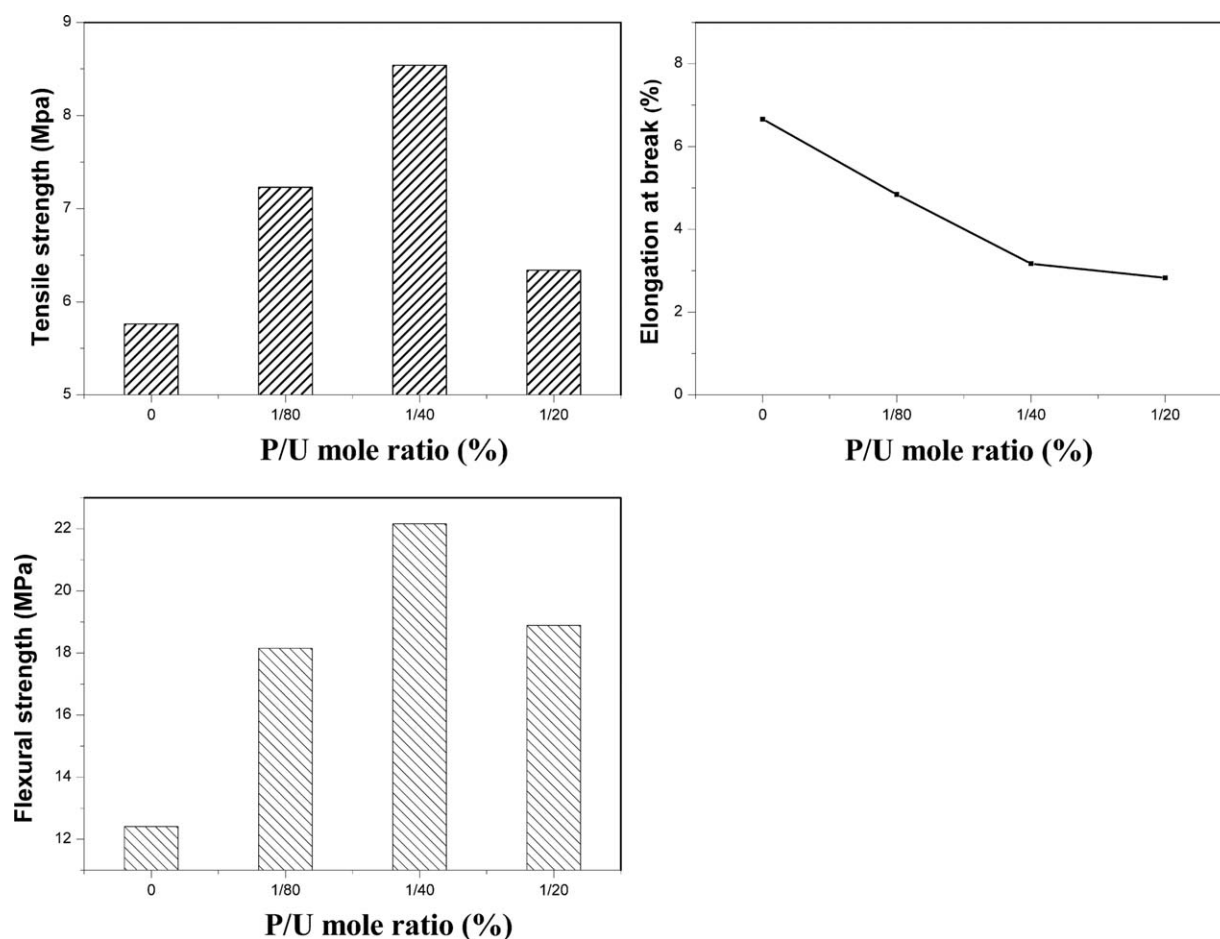 Tensile strength (Mpa)
9
8
7
6
5
0 1/80 1/40 1/20
P/U mole ratio (%)
Elongation at break (%)
8
6
4
2
0
0 1/80 1/40 1/20
P/U mole ratio (%)
Flexural strength (MPa)
22
20
18
16
14
12
0 1/80 1/40 1/20
P/U mole ratio (%)